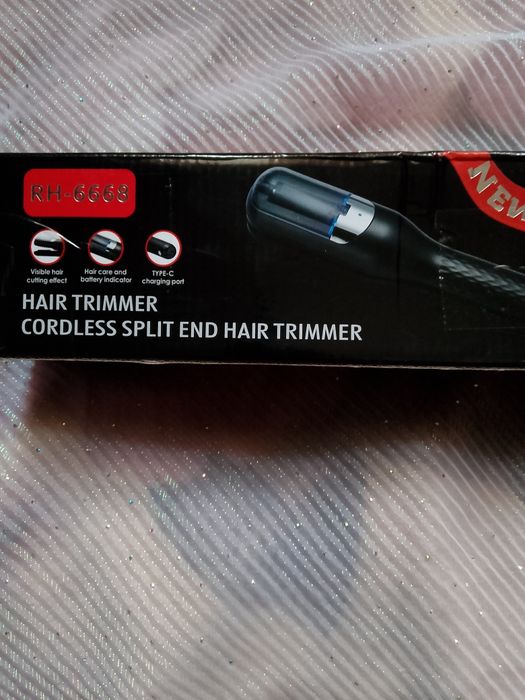 RH-6668
NEW
Visible hair
cutting effect
Hair care and
battery indicator
TYPE-C
charging port
HAIR TRIMMER
CORDLESS SPLIT END HAIR TRIMMER